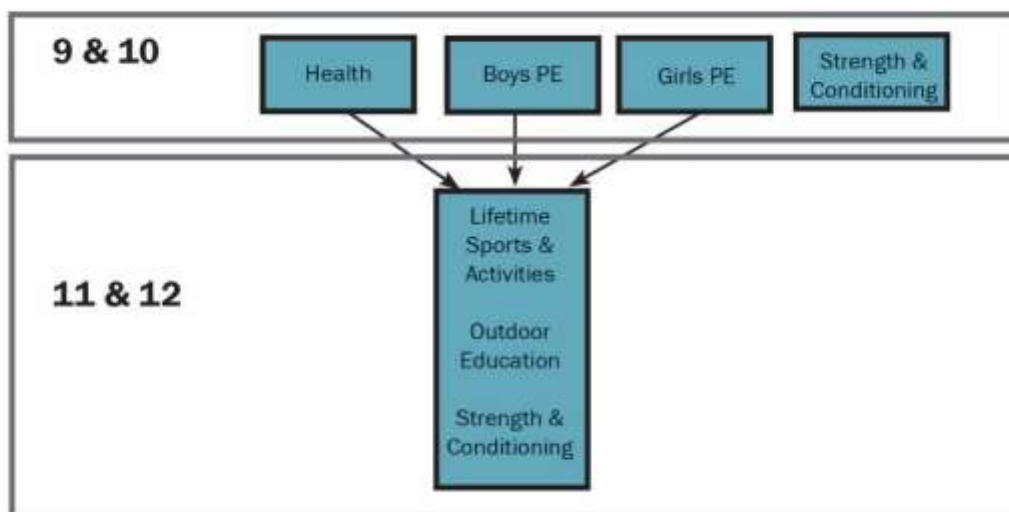 9 & 10
Health
Boys PE
Girls PE
Strength &
Conditioning
11 & 12
Lifetime
Sports &
Activities
Outdoor
Education
Strength &
Conditioning